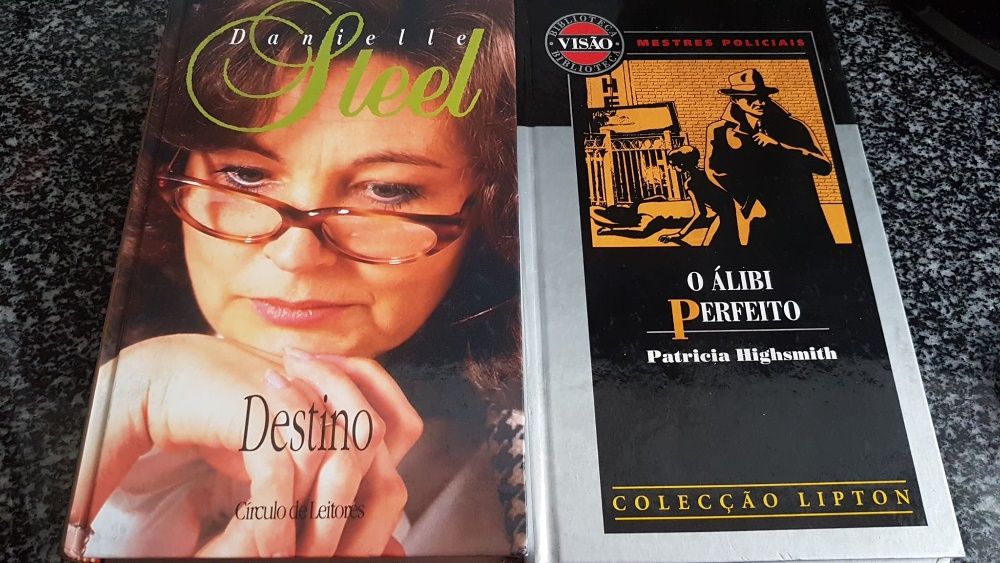 Danielle
Steel
Destino
Círculo de Leitores
BIBLIOTECA
VISÃO
BIBLIOTECA
MESTRES POLICIAIS
O ÁLIBI
PERFEITO
Patricia Highsmith
COLECÇÃO LIPTON